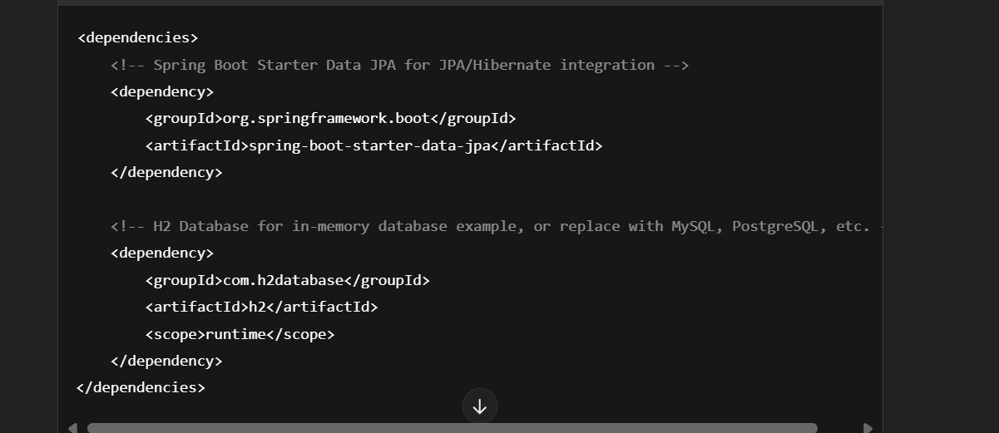 <dependencies>
<!-- Spring Boot Starter Data JPA for JPA/Hibernate integration -->
<dependency>
<groupId>org.springframework.boot</groupId>
<artifactId>spring-boot-starter-data-jpa</artifactId>
</dependency>
<!-- H2 Database for in-memory database example, or replace with MySQL, PostgreSQL, etc. -
<dependency>
<groupId>com.h2database</groupId>
<artifactId>h2</artifactId>
<scope>runtime</scope>
</dependency>
</dependencies>